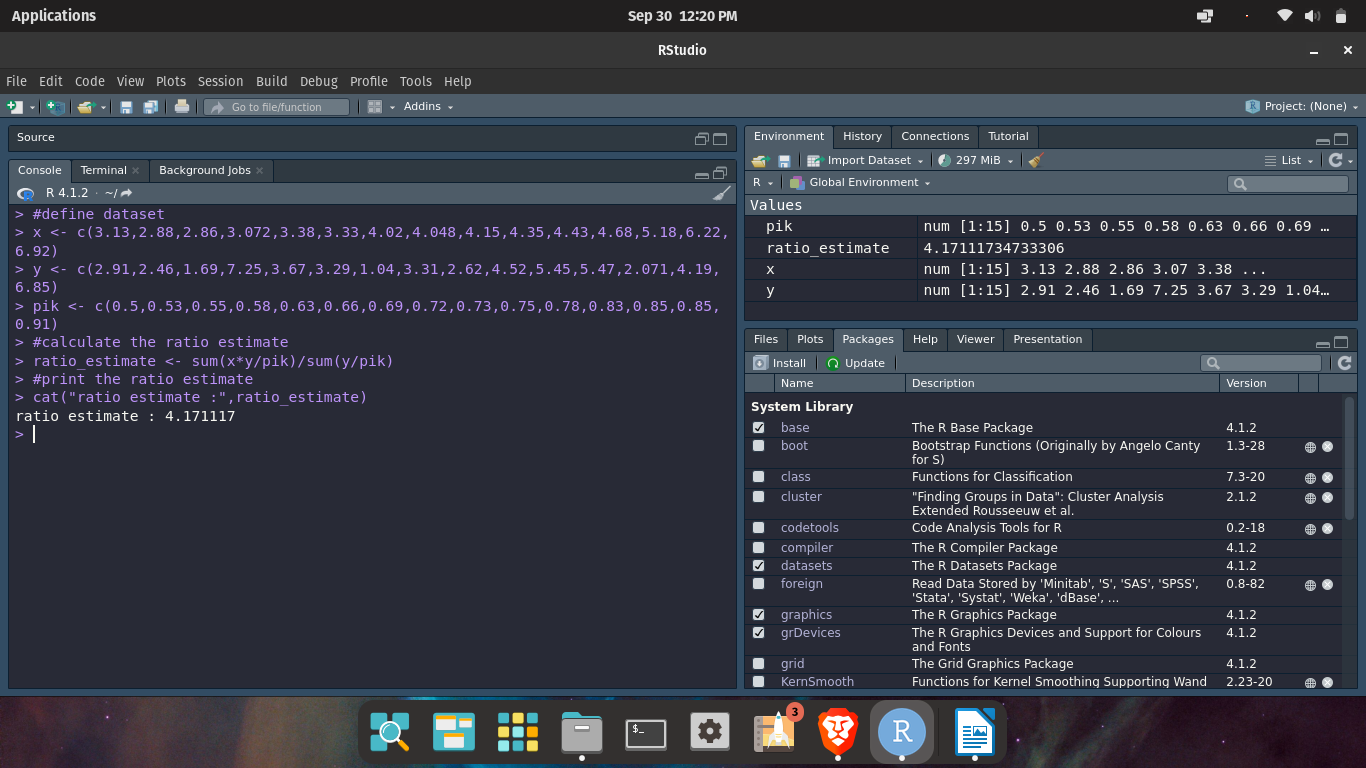 Applications
Sep 30 12:20 PM
RStudio
File Edit Code View Plots Session Build Debug Profile Tools Help
Go to file/function
Addins
Project: (None)
Source
Console
Terminal
Background Jobs
R 4.1.2 · ~/
> #define dataset
> x <- c(3.13,2.88,2.86,3.072,3.38,3.33,4.02,4.048,4.15,4.35,4.43,4.68,5.18,6.22,
6.92)
> y <- c(2.91,2.46,1.69,7.25,3.67,3.29,1.04,3.31,2.62,4.52,5.45,5.47,2.071,4.19,
6.85)
> pik <- c(0.5,0.53,0.55,0.58,0.63,0.66,0.69,0.72,0.73,0.75,0.78,0.83,0.85,0.85,
0.91)
> #calculate the ratio estimate
> ratio_estimate <- sum(x*y/pik)/sum(y/pik)
> #print the ratio estimate
> cat("ratio estimate :",ratio_estimate)
ratio estimate : 4.171117
>
Environment History Connections Tutorial
Import Dataset 297 MiB List
R Global Environment
Values
pik num [1:15] 0.5 0.53 0.55 0.58 0.63 0.66 0.69 …
ratio_estimate 4.17111734733306
x num [1:15] 3.13 2.88 2.86 3.07 3.38 ...
y num [1:15] 2.91 2.46 1.69 7.25 3.67 3.29 1.04…
Files Plots Packages Help Viewer Presentation
Install Update
Name Description Version
System Library
base The R Base Package 4.1.2
boot Bootstrap Functions (Originally by Angelo Canty 1.3-28
for S)
class Functions for Classification 7.3-20
cluster "Finding Groups in Data": Cluster Analysis 2.1.2
Extended Rousseeuw et al.
codetools Code Analysis Tools for R 0.2-18
compiler The R Compiler Package 4.1.2
datasets The R Datasets Package 4.1.2
foreign Read Data Stored by 'Minitab', 'S', 'SAS', 'SPSS', 0.8-82
'Stata', 'Systat', 'Weka', 'dBase', ...
graphics The R Graphics Package 4.1.2
grDevices The R Graphics Devices and Support for Colours 4.1.2
and Fonts
grid The Grid Graphics Package 4.1.2
KernSmooth Functions for Kernel Smoothing Supporting Wand 2.23-20
$_
3
R